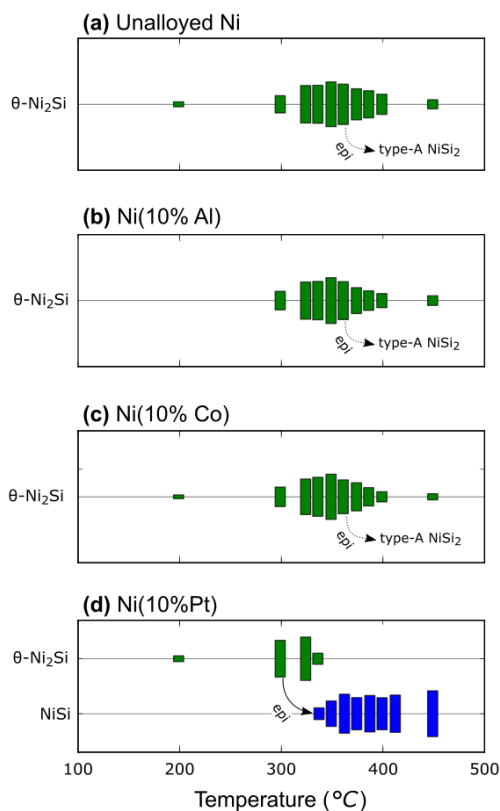 (a) Unalloyed Ni
θ-Ni₂Si
epi
type-A NiSi₂
(b) Ni(10% Al)
θ-Ni₂Si
epi
type-A NiSi₂
(c) Ni(10% Co)
θ-Ni₂Si
epi
type-A NiSi₂
(d) Ni(10%Pt)
θ-Ni₂Si
epi
NiSi
100 200 300 400 500
Temperature (°C)